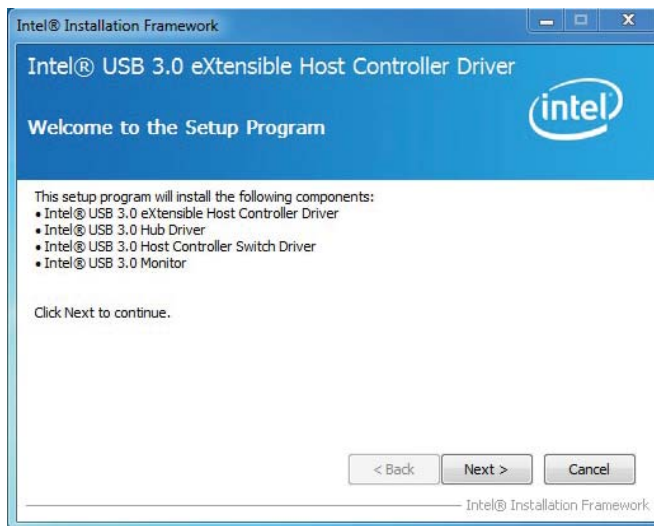 Intel® Installation Framework
Intel® USB 3.0 eXtensible Host Controller Driver
intel
Welcome to the Setup Program
This setup program will install the following components:
• Intel® USB 3.0 eXtensible Host Controller Driver
• Intel® USB 3.0 Hub Driver
• Intel® USB 3.0 Host Controller Switch Driver
• Intel® USB 3.0 Monitor
Click Next to continue.
< Back Next > Cancel
Intel® Installation Framework